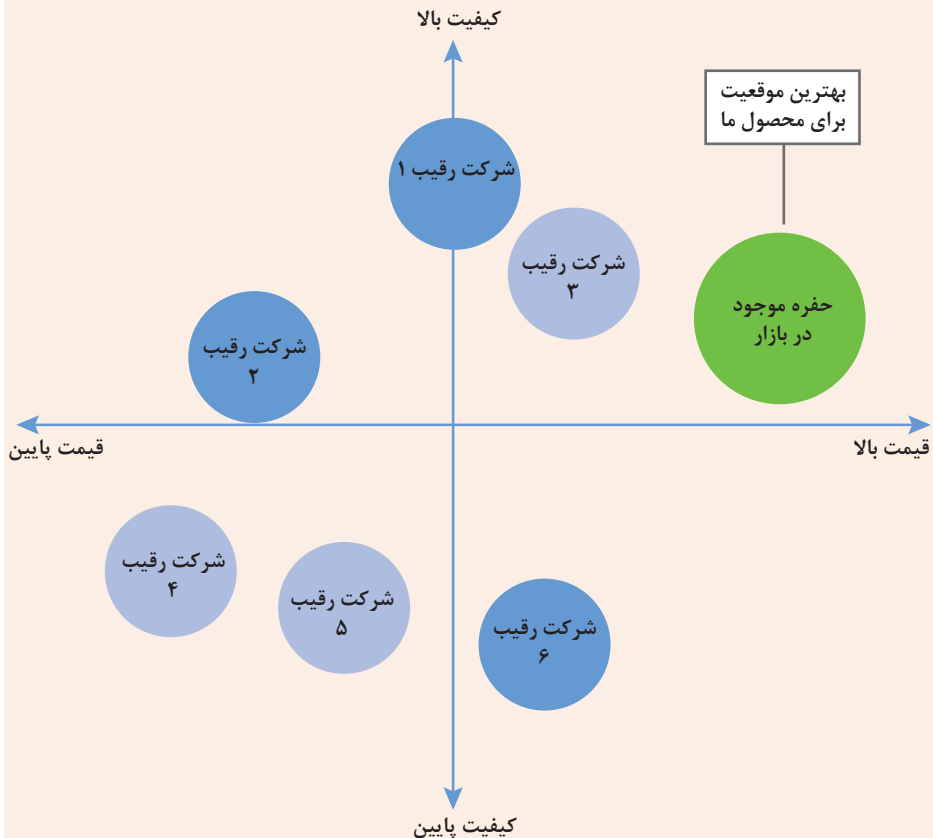 کیفیت بالا
بهترین موقعیت
برای محصول ما
شرکت رقیب ۱
شرکت رقیب
۳
حفره موجود
در بازار
شرکت رقیب
۲
قیمت بالا
قیمت پایین
شرکت رقیب
۴
شرکت رقیب
۵
شرکت رقیب
۶
کیفیت پایین